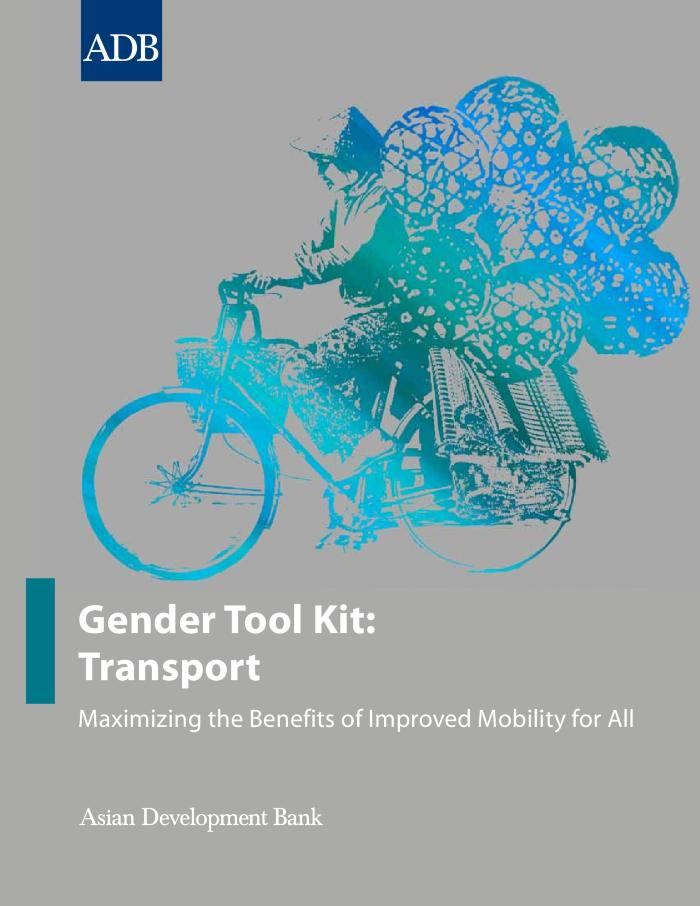 ADB
Gender Tool Kit:
Transport
Maximizing the Benefits of Improved Mobility for All
Asian Development Bank